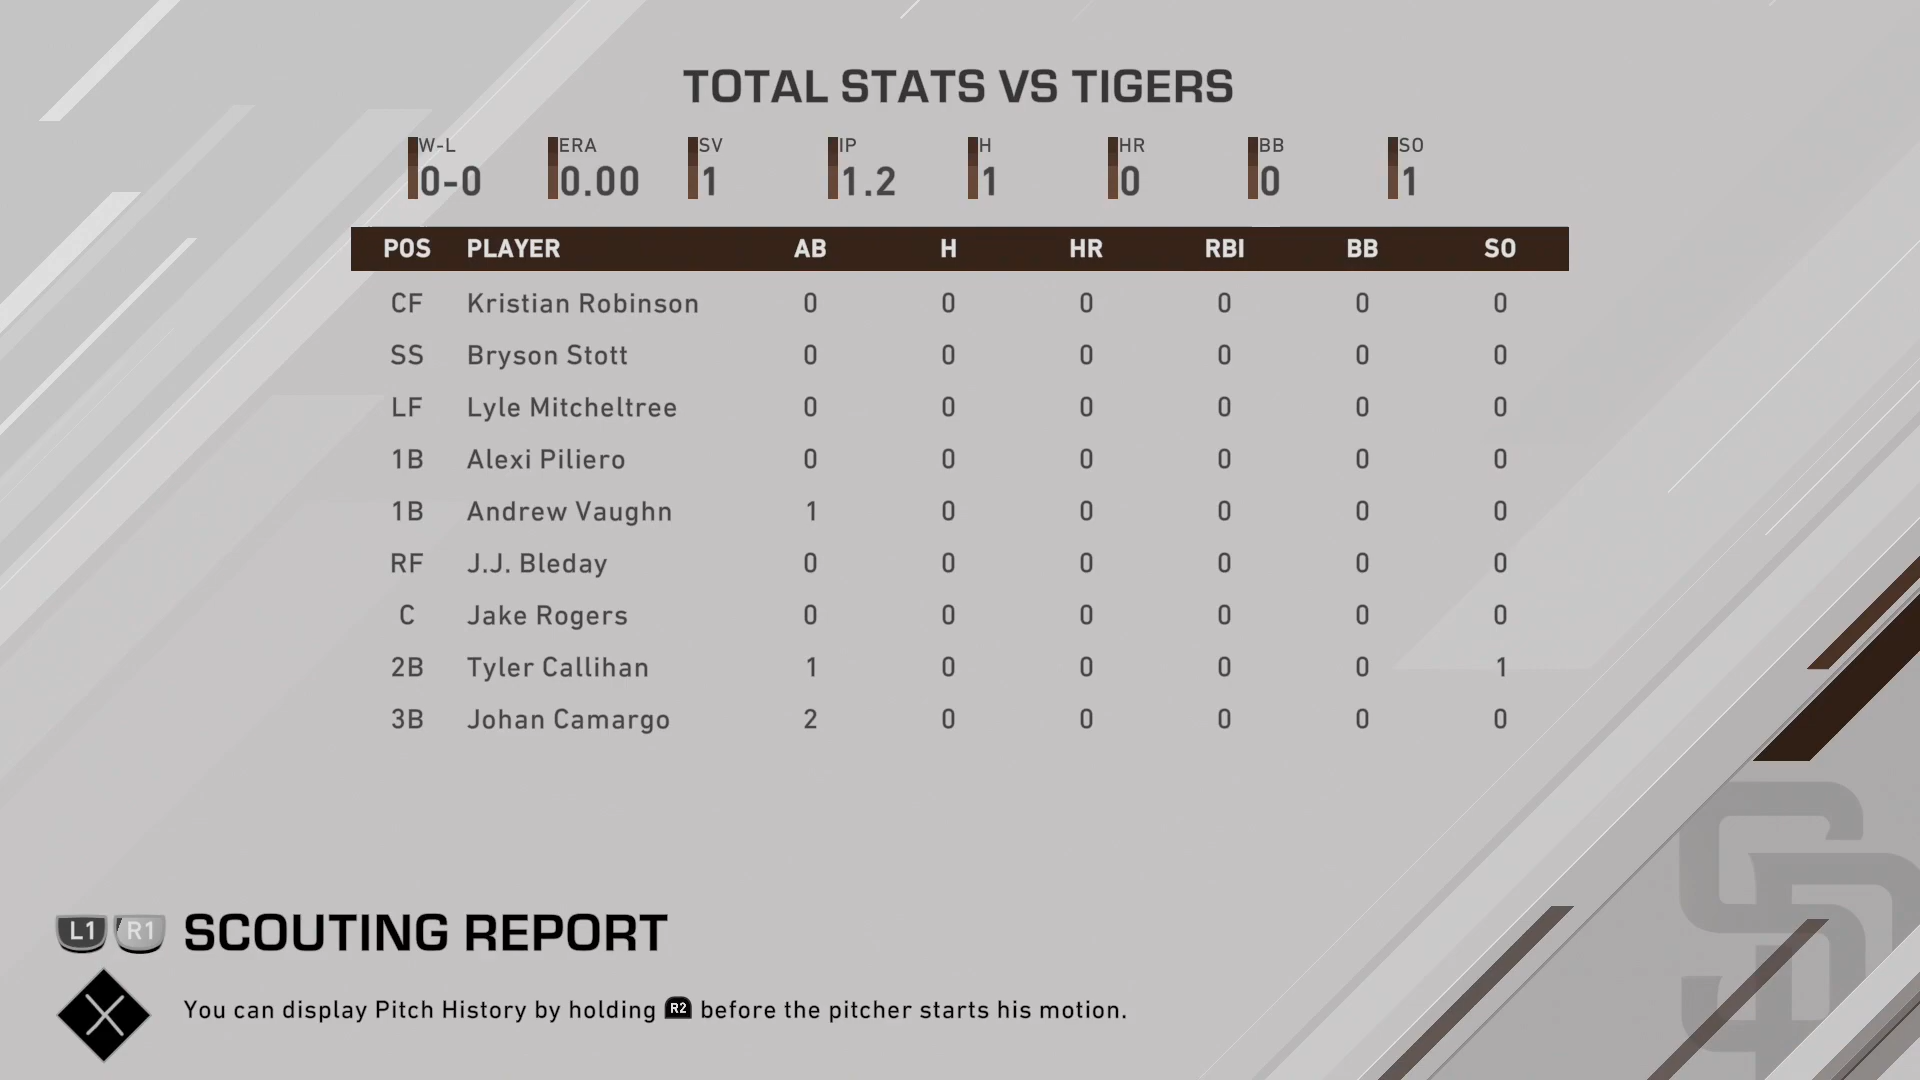 TOTAL STATS VS TIGERS
W-L ERA SV IP H HR BB SO
0-0 0.00 1 1.2 1 0 0 1
POS PLAYER AB H HR RBI BB SO
CF Kristian Robinson 0 0 0 0 0 0
SS Bryson Stott 0 0 0 0 0 0
LF Lyle Mitcheltree 0 0 0 0 0 0
1B Alexi Piliero 0 0 0 0 0 0
1B Andrew Vaughn 1 0 0 0 0 0
RF J.J. Bleday 0 0 0 0 0 0
C Jake Rogers 0 0 0 0 0 0
2B Tyler Callihan 1 0 0 0 0 1
3B Johan Camargo 2 0 0 0 0 0
L1 R1 SCOUTING REPORT
You can display Pitch History by holding R2 before the pitcher starts his motion.
SD